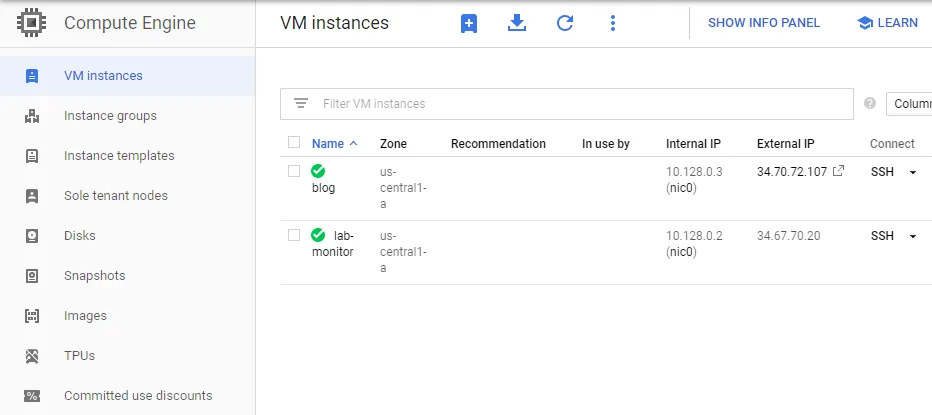 Compute Engine
VM instances
SHOW INFO PANEL
LEARN
VM instances
Instance groups
Instance templates
Sole tenant nodes
Disks
Snapshots
Images
TPUs
Committed use discounts
Filter VM instances
?
Colum
Name Zone Recommendation In use by Internal IP External IP Connect
blog
us-
central1-
a
10.128.0.3
(nic0)
34.70.72.107
SSH
lab-
monitor
us-
central1-
a
10.128.0.2
(nic0)
34.67.70.20
SSH